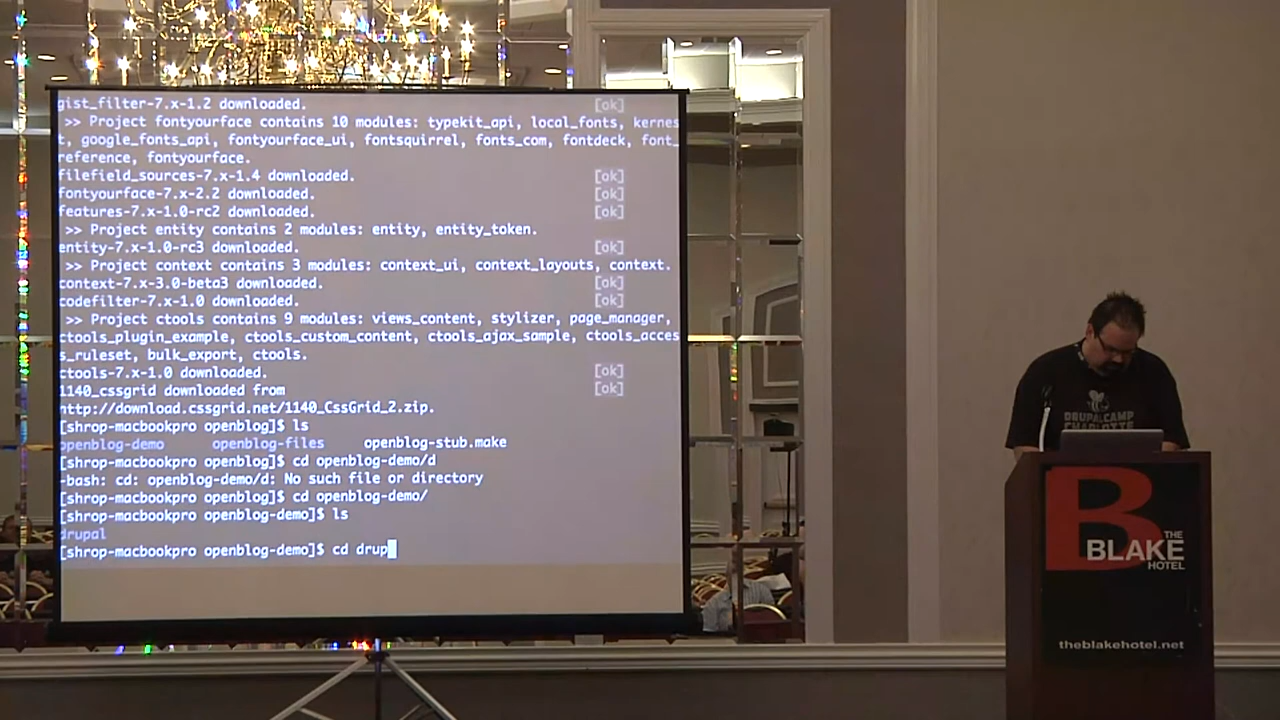 gist_filter-7.x-1.2 downloaded. [ok]
>> Project fontyourface contains 10 modules: typekit_api, local_fonts, kernes
t, google_fonts_api, fontyourface_ui, fontsquirrel, fonts_com, fontdeck, font_
reference, fontyourface.
filefield_sources-7.x-1.4 downloaded. [ok]
fontyourface-7.x-2.2 downloaded. [ok]
features-7.x-1.0-rc2 downloaded. [ok]
>> Project entity contains 2 modules: entity, entity_token.
entity-7.x-1.0-rc3 downloaded. [ok]
>> Project context contains 3 modules: context_ui, context_layouts, context.
context-7.x-3.0-beta3 downloaded. [ok]
codefilter-7.x-1.0 downloaded. [ok]
>> Project ctools contains 9 modules: views_content, stylizer, page_manager,
ctools_plugin_example, ctools_custom_content, ctools_ajax_sample, ctools_acces
s_ruleset, bulk_export, ctools.
ctools-7.x-1.0 downloaded. [ok]
1140_cssgrid downloaded from [ok]
http://download.cssgrid.net/1140_CssGrid_2.zip.
[shrop-macbookpro openblog]$ ls
openblog-demo openblog-files openblog-stub.make
[shrop-macbookpro openblog]$ cd openblog-demo/d
-bash: cd: openblog-demo/d: No such file or directory
[shrop-macbookpro openblog]$ cd openblog-demo/
[shrop-macbookpro openblog-demo]$ ls
drupal
[shrop-macbookpro openblog-demo]$ cd drup
DRUPALCAMP
CHARLOTTE
B
THE
BLAKE
HOTEL
theblakehotel.net